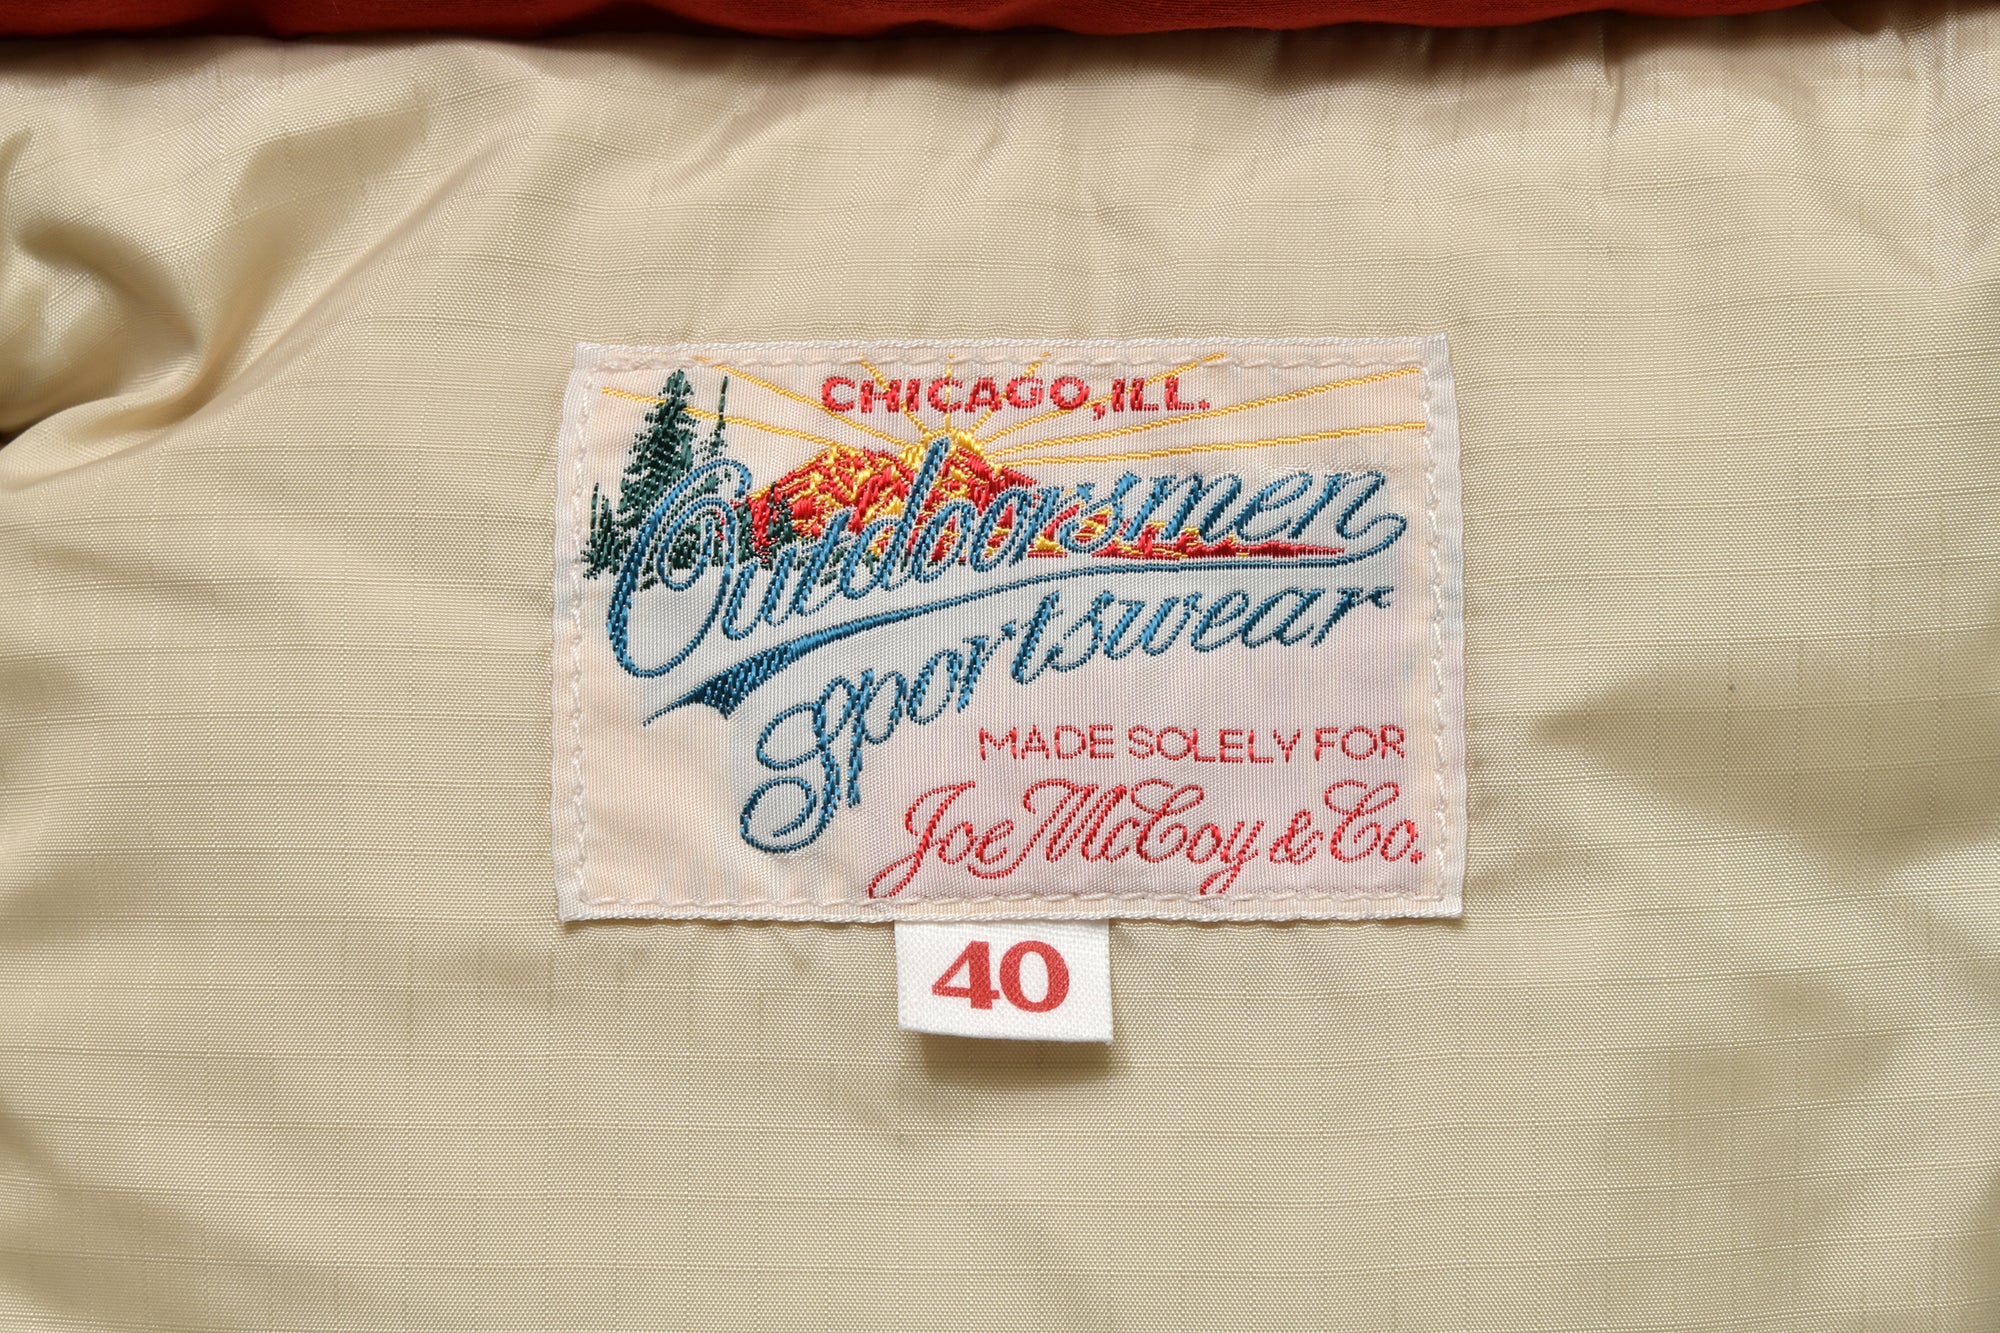 CHICAGO, ILL.
Outdoorsmen
Sportswear
MADE SOLELY FOR
Joe McCoy & Co.
40